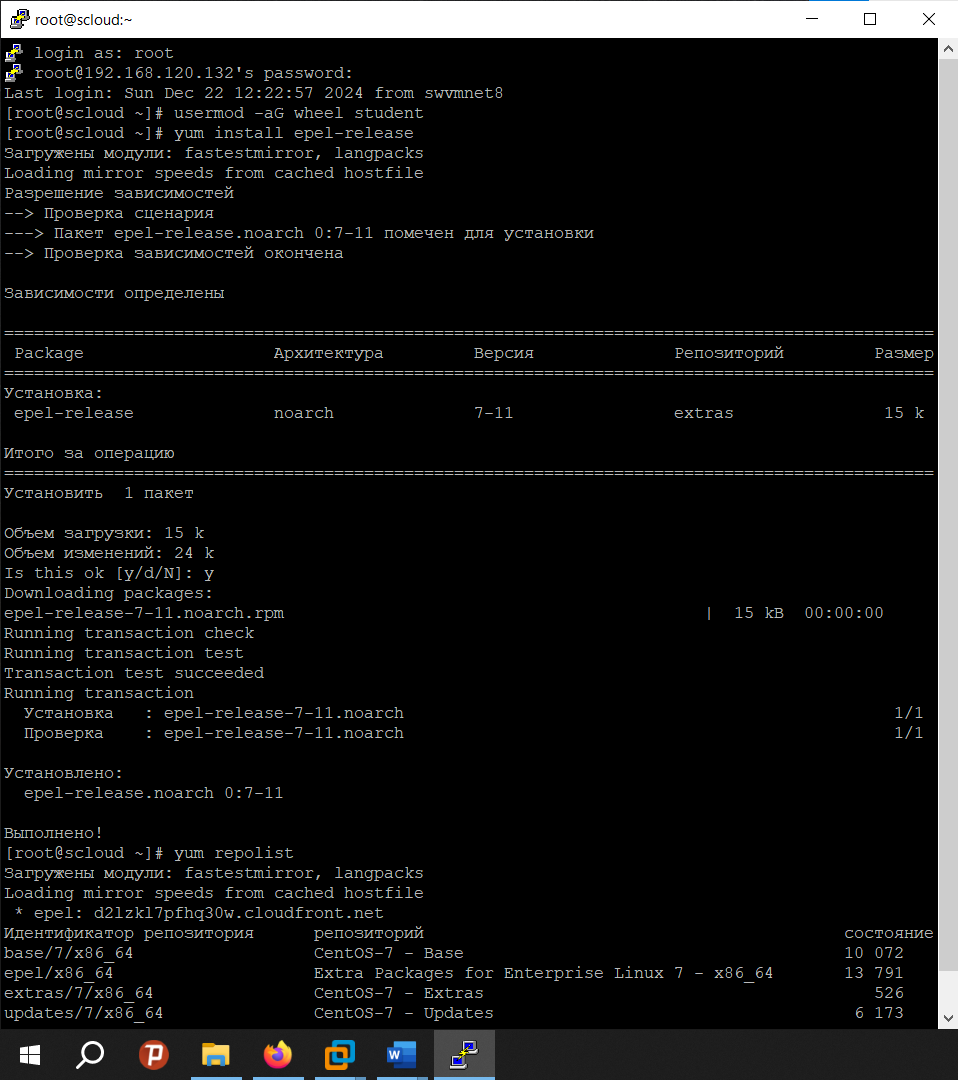 root@scloud:~
login as: root
root@192.168.120.132's password:
Last login: Sun Dec 22 12:22:57 2024 from swvmnet8
[root@scloud ~]# usermod -aG wheel student
[root@scloud ~]# yum install epel-release
Загружены модули: fastestmirror, langpacks
Loading mirror speeds from cached hostfile
Разрешение зависимостей
--> Проверка сценария
---> Пакет epel-release.noarch 0:7-11 помечен для установки
--> Проверка зависимостей окончена
Зависимости определены
=============================================================================================
Package Архитектура Версия Репозиторий Размер
=============================================================================================
Установка:
epel-release noarch 7-11 extras 15 k
Итого за операцию
=============================================================================================
Установить 1 пакет
Объем загрузки: 15 k
Объем изменений: 24 k
Is this ok [y/d/N]: y
Downloading packages:
epel-release-7-11.noarch.rpm | 15 kB 00:00:00
Running transaction check
Running transaction test
Transaction test succeeded
Running transaction
Установка : epel-release-7-11.noarch 1/1
Проверка : epel-release-7-11.noarch 1/1
Установлено:
epel-release.noarch 0:7-11
Выполнено!
[root@scloud ~]# yum repolist
Загружены модули: fastestmirror, langpacks
Loading mirror speeds from cached hostfile
* epel: d2lzkl7pfhq30w.cloudfront.net
Идентификатор репозитория репозиторий состояние
base/7/x86_64 CentOS-7 - Base 10 072
epel/x86_64 Extra Packages for Enterprise Linux 7 - x86_64 13 791
extras/7/x86_64 CentOS-7 - Extras 526
updates/7/x86_64 CentOS-7 - Updates 6 173